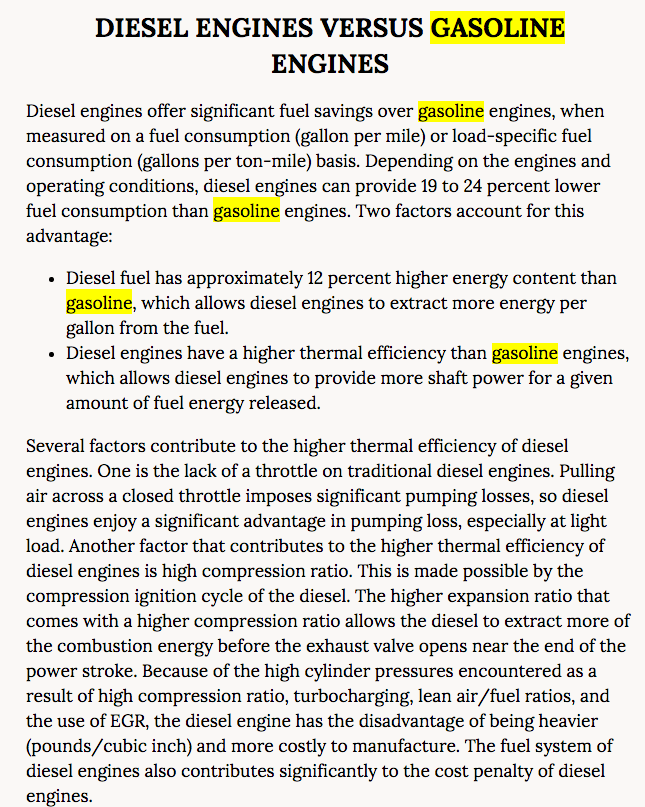 DIESEL ENGINES VERSUS GASOLINE
ENGINES
Diesel engines offer significant fuel savings over gasoline engines, when
measured on a fuel consumption (gallon per mile) or load-specific fuel
consumption (gallons per ton-mile) basis. Depending on the engines and
operating conditions, diesel engines can provide 19 to 24 percent lower
fuel consumption than gasoline engines. Two factors account for this
advantage:
• Diesel fuel has approximately 12 percent higher energy content than
gasoline, which allows diesel engines to extract more energy per
gallon from the fuel.
• Diesel engines have a higher thermal efficiency than gasoline engines,
which allows diesel engines to provide more shaft power for a given
amount of fuel energy released.
Several factors contribute to the higher thermal efficiency of diesel
engines. One is the lack of a throttle on traditional diesel engines. Pulling
air across a closed throttle imposes significant pumping losses, so diesel
engines enjoy a significant advantage in pumping loss, especially at light
load. Another factor that contributes to the higher thermal efficiency of
diesel engines is high compression ratio. This is made possible by the
compression ignition cycle of the diesel. The higher expansion ratio that
comes with a higher compression ratio allows the diesel to extract more of
the combustion energy before the exhaust valve opens near the end of the
power stroke. Because of the high cylinder pressures encountered as a
result of high compression ratio, turbocharging, lean air/fuel ratios, and
the use of EGR, the diesel engine has the disadvantage of being heavier
(pounds/cubic inch) and more costly to manufacture. The fuel system of
diesel engines also contributes significantly to the cost penalty of diesel
engines.